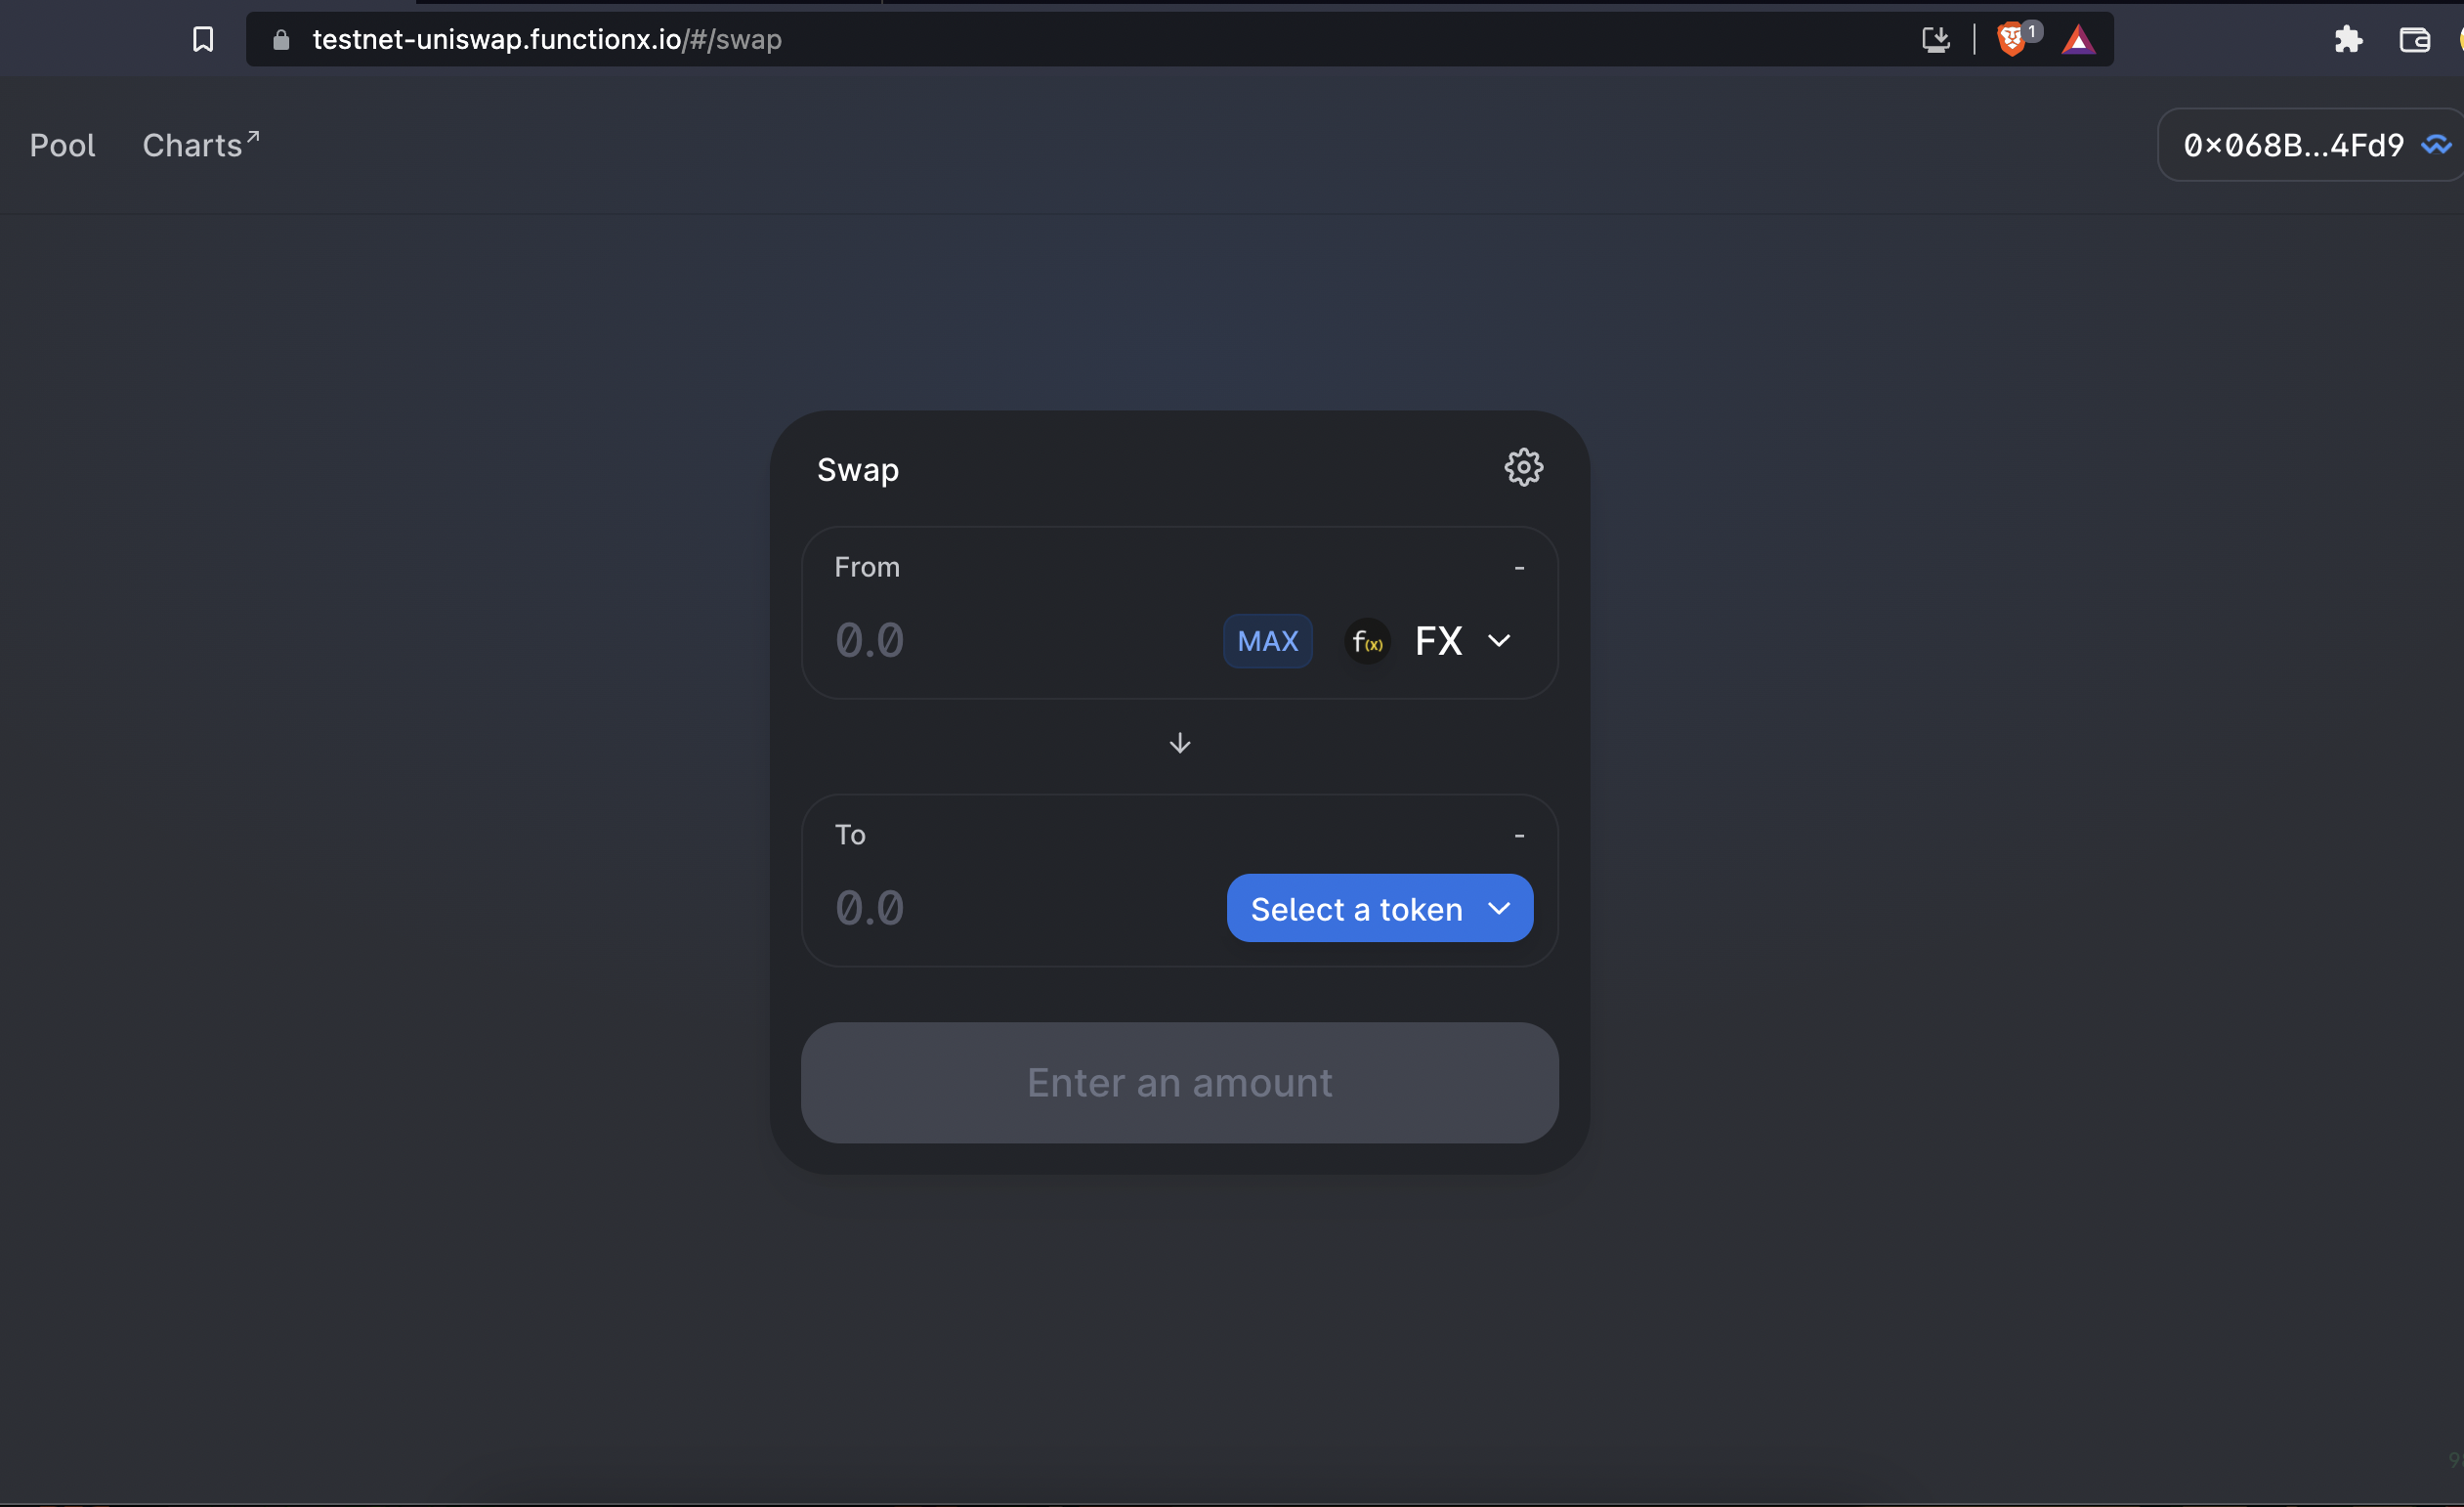 testnet-uniswap.functionx.io/#/swap
1
Pool Charts↗
0x068B...4Fd9
Swap
From -
0.0 MAX f(x) FX
To -
0.0 Select a token
Enter an amount